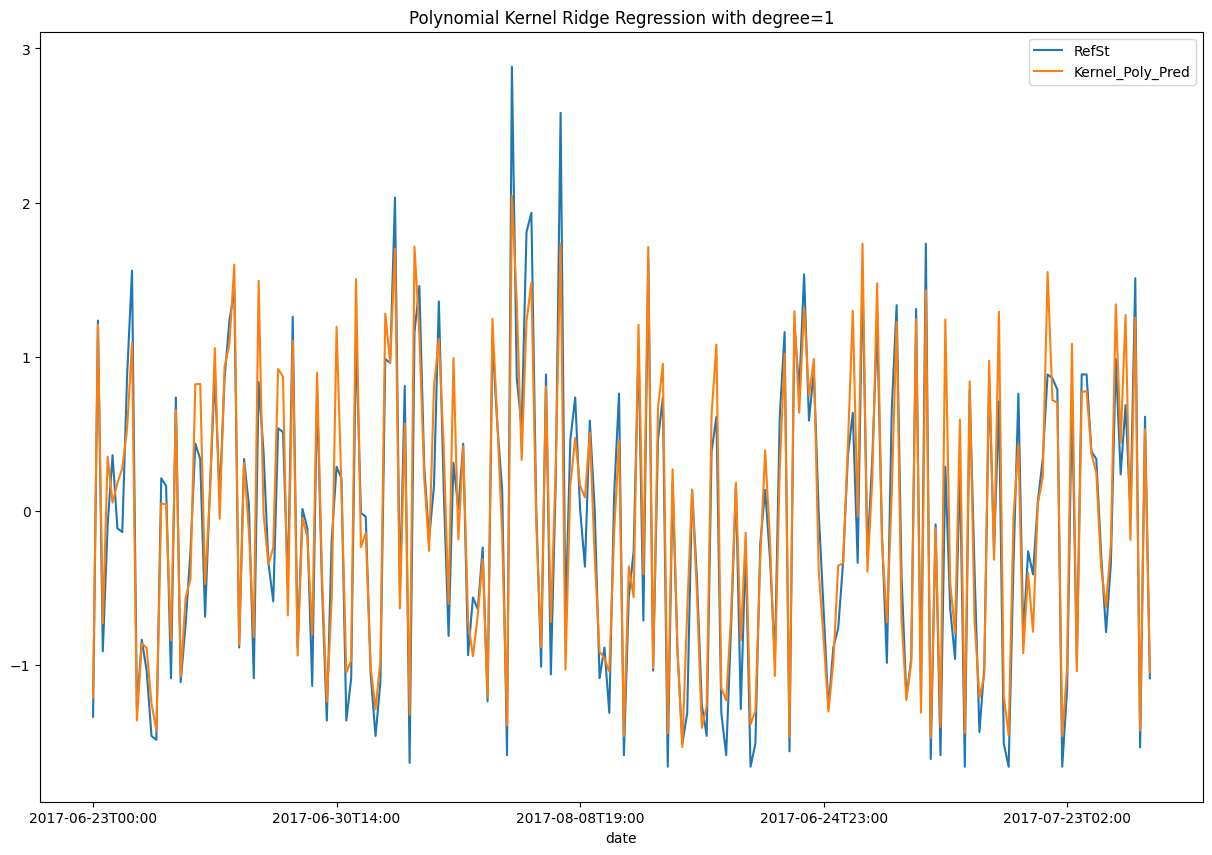 Polynomial Kernel Ridge Regression with degree=1
RefSt
Kernel_Poly_Pred
3
2
1
0
−1
2017-06-23T00:00
2017-06-30T14:00
2017-08-08T19:00
2017-06-24T23:00
2017-07-23T02:00
date